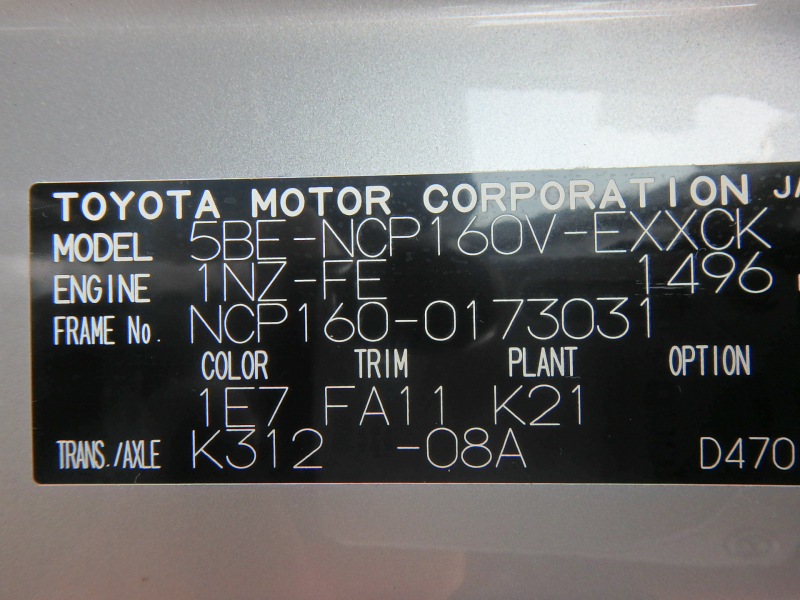 TOYOTA MOTOR CORPORATION JA
MODEL 5BE-NCP160V-EXXCK
ENGINE 1NZ-FE 1496
FRAME No. NCP160-0173031
COLOR TRIM PLANT OPTION
1E7 FA11 K21
TRANS./AXLE K312 -08A D470